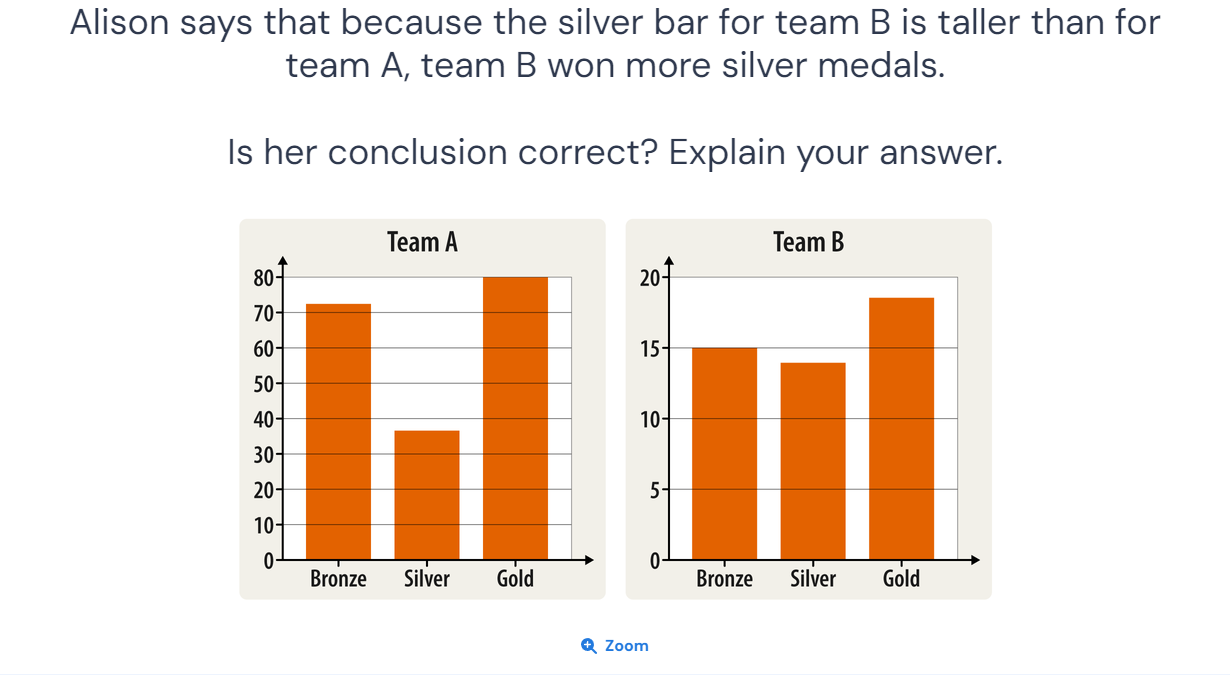 Alison says that because the silver bar for team B is taller than for
team A, team B won more silver medals.
Is her conclusion correct? Explain your answer.
Team A
80
70
60
50
40
30
20
10
0
Bronze Silver Gold
Team B
20
15
10
5
0
Bronze Silver Gold
Zoom